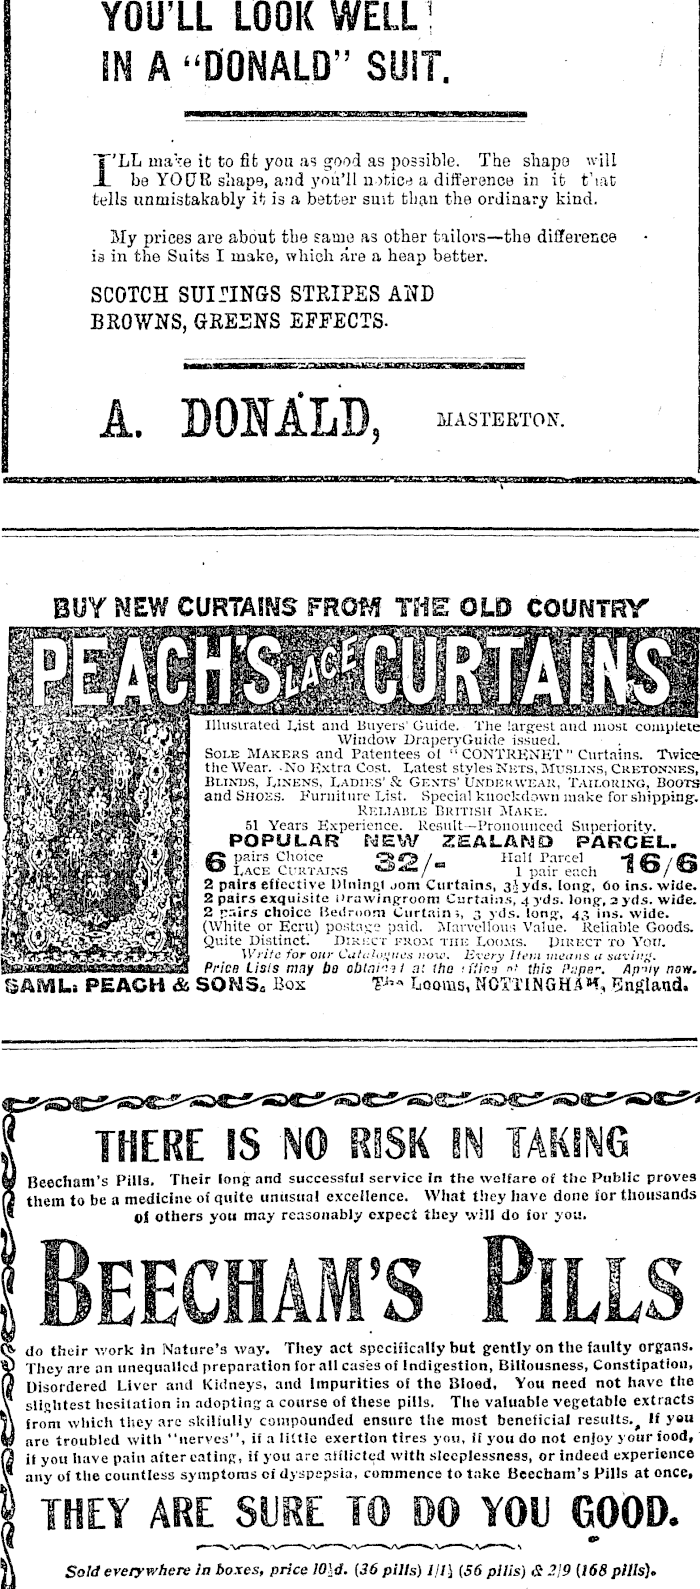 YOU'LL LOOK WELL!
IN A "DONALD" SUIT.
I'LL make it to fit you as good as possible. The shape will
be YOUR shape, and you'll notice a difference in it that
tells unmistakably it is a better suit than the ordinary kind.
My prices are about the same as other tailors—the difference
is in the Suits I make, which are a heap better.
SCOTCH SUITINGS STRIPES AND
BROWNS, GREENS EFFECTS.
A. DONALD, MASTERTON.
BUY NEW CURTAINS FROM THE OLD COUNTRY
PEACH'S LACE CURTAINS
Illustrated List and Buyers' Guide. The largest and most complete
Window Drapery Guide issued.
SOLE MAKERS and Patentees of "CONTRENET" Curtains. Twice
the Wear. No Extra Cost. Latest styles NETS, MUSLINS, CRETONNES,
BLINDS, LINENS, LADIES' & GENTS' UNDERWEAR, TAILORING, BOOTS
and SHOES. Furniture List. Special knockdown make for shipping.
RELIABLE BRITISH MAKE.
51 Years Experience. Result—Pronounced Superiority.
POPULAR NEW ZEALAND PARCEL.
6 pairs Choice LACE CURTAINS 32/- Half Parcel 1 pair each 16/6
2 pairs effective Diningroom Curtains, 3½yds. long, 60 ins. wide.
2 pairs exquisite Drawingroom Curtains, 4yds. long, 2yds. wide.
2 pairs choice Bedroom Curtains, 3 yds. long, 43 ins. wide.
(White or Ecru) postage paid. Marvellous Value. Reliable Goods.
Quite Distinct. DIRECT FROM THE LOOMS. DIRECT TO YOU.
Write for our Catalogues now. Every Item means a saving.
Price Lists may be obtained at the office of this Paper. Apply now.
SAML. PEACH & SONS, Box The Looms, NOTTINGHAM, England.
THERE IS NO RISK IN TAKING
Beecham's Pills. Their long and successful service in the welfare of the Public proves
them to be a medicine of quite unusual excellence. What they have done for thousands
of others you may reasonably expect they will do for you.
BEECHAM'S PILLS
do their work in Nature's way. They act specifically but gently on the faulty organs.
They are an unequalled preparation for all cases of Indigestion, Biliousness, Constipation,
Disordered Liver and Kidneys, and Impurities of the Blood. You need not have the
slightest hesitation in adopting a course of these pills. The valuable vegetable extracts
from which they are skilfully compounded ensure the most beneficial results. If you
are troubled with "nerves", if a little exertion tires you, if you do not enjoy your food,
if you have pain after eating, if you are afflicted with sleeplessness, or indeed experience
any of the countless symptoms of dyspepsia, commence to take Beecham's Pills at once,
THEY ARE SURE TO DO YOU GOOD.
Sold everywhere in boxes, price 10½d. (36 pills) 1/1½ (56 pills) & 2/9 (168 pills).